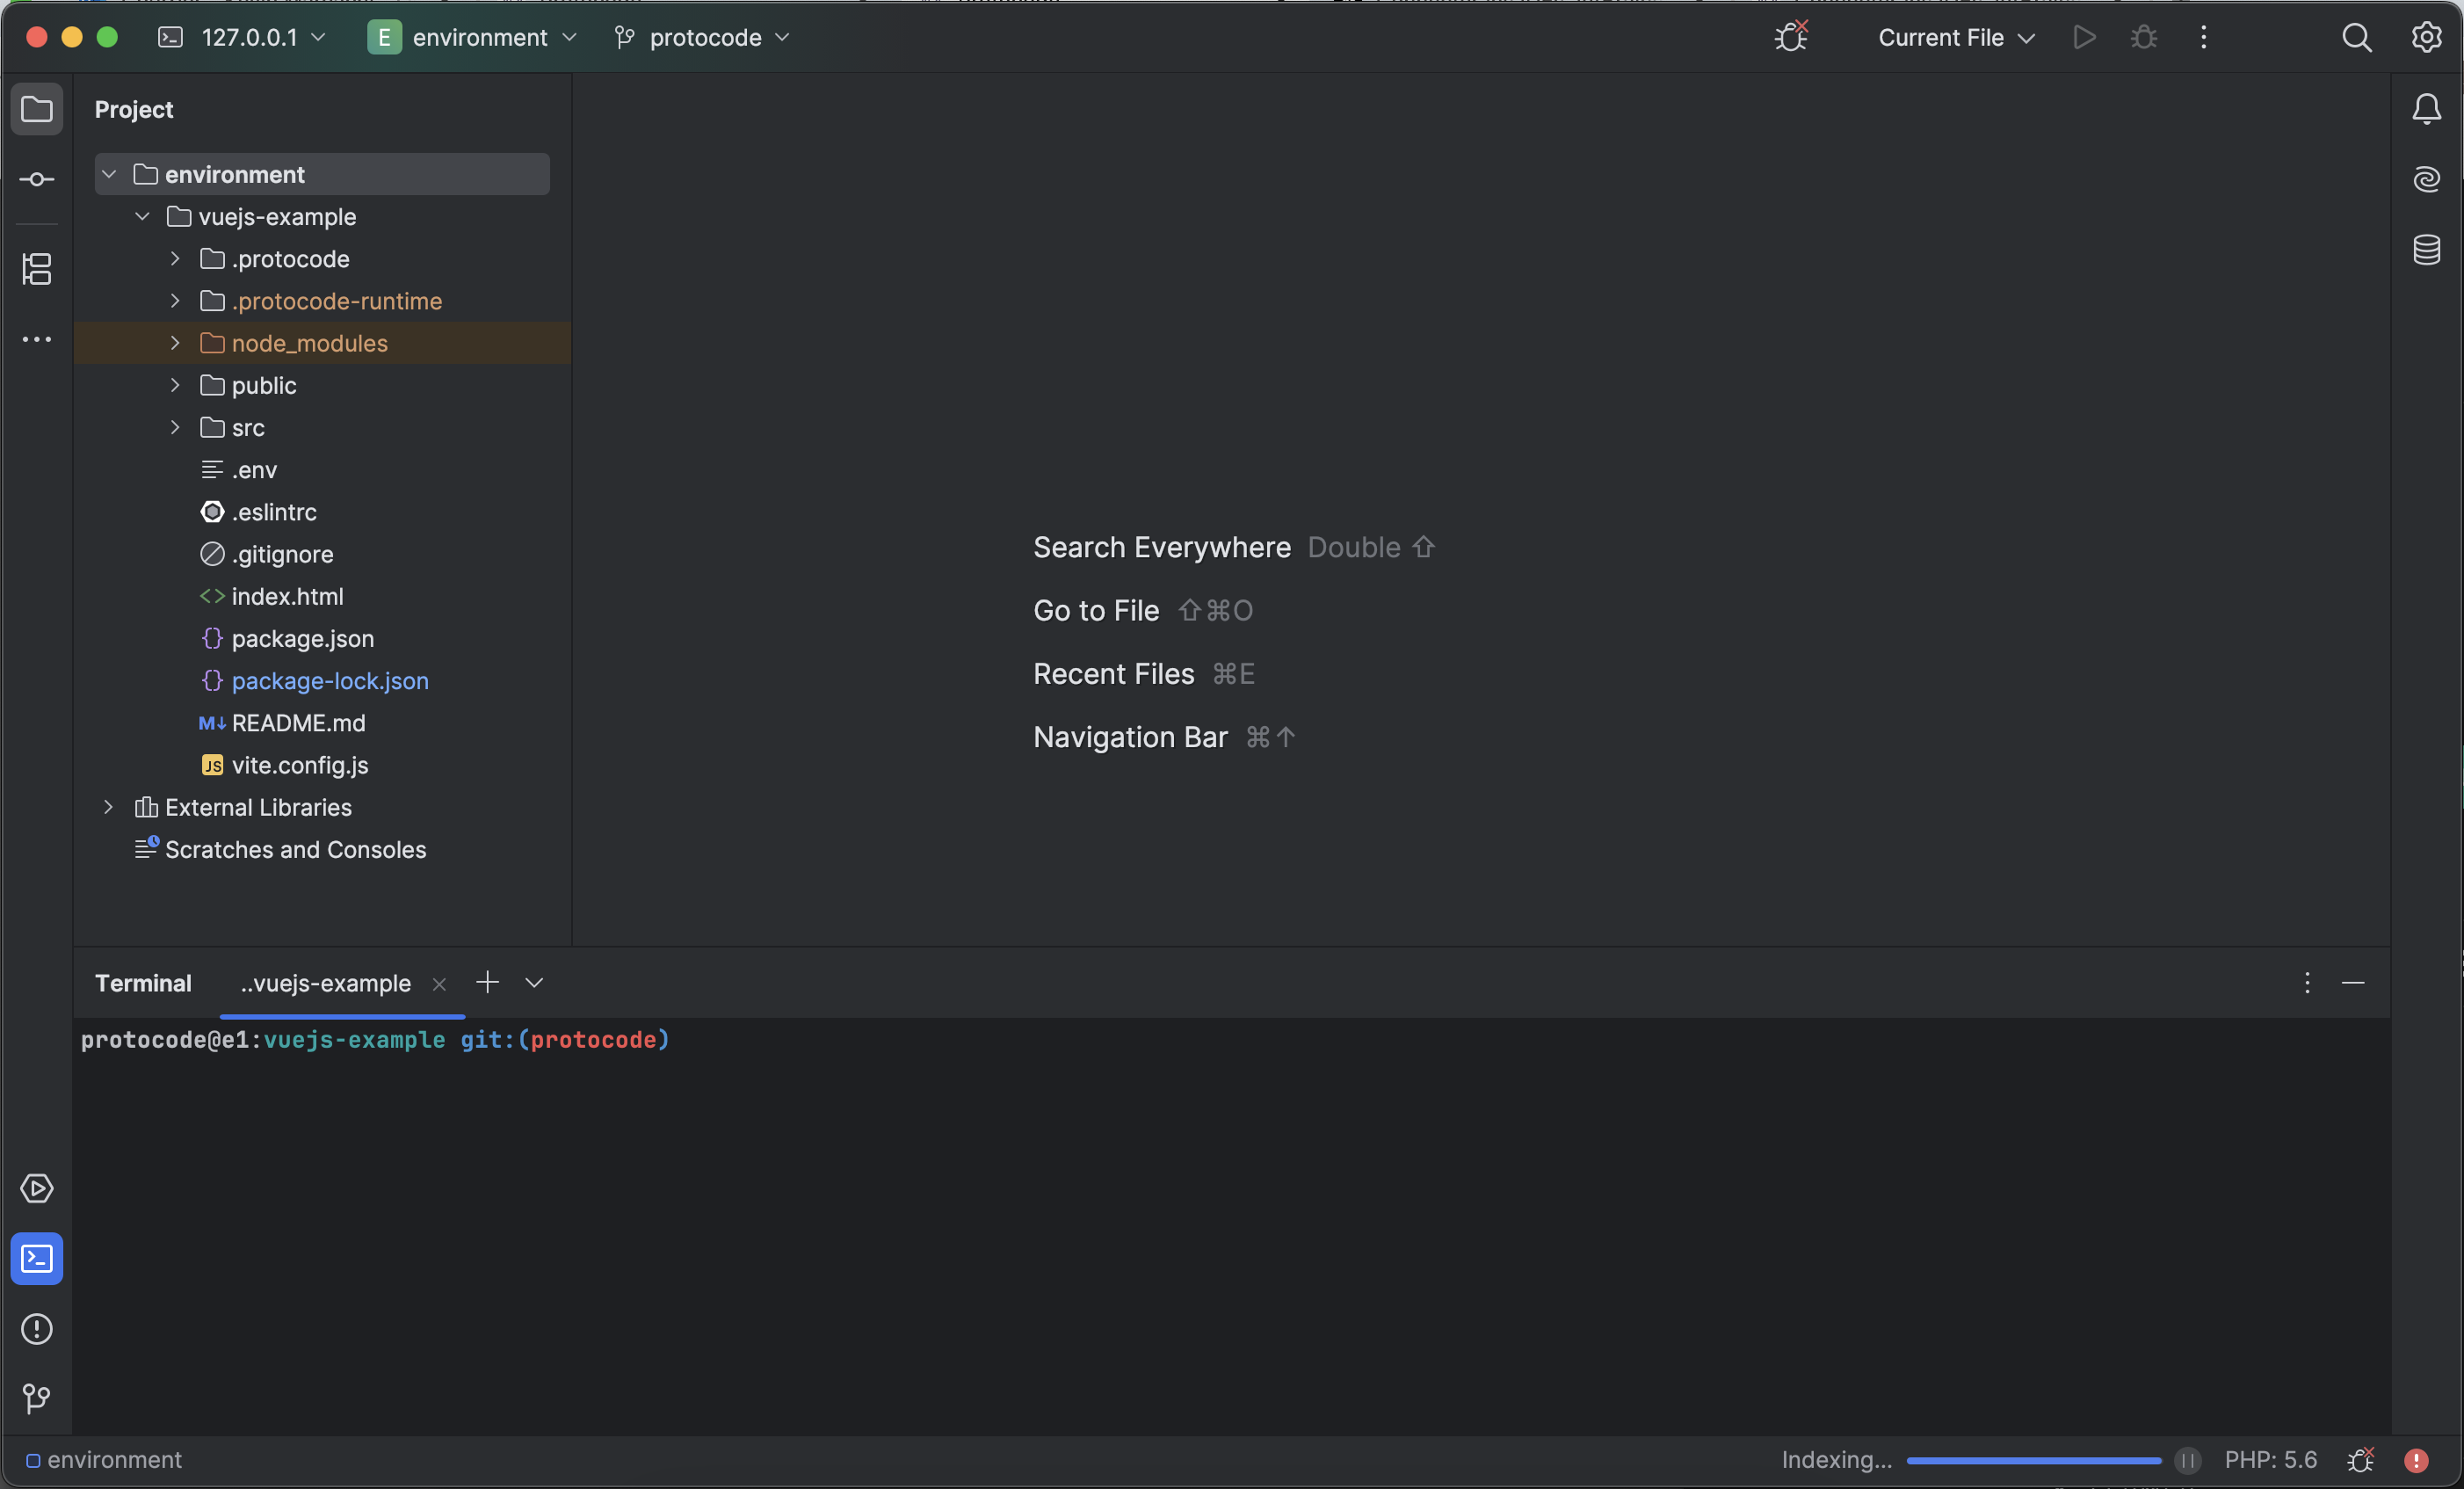 127.0.0.1 E environment protocode Current File
Project
environment
vuejs-example
.protocode
.protocode-runtime
node_modules
public
src
.env
.eslintrc
.gitignore
index.html
package.json
package-lock.json
M↓ README.md
JS vite.config.js
External Libraries
Scratches and Consoles
Search Everywhere Double ⇧
Go to File ⇧⌘O
Recent Files ⌘E
Navigation Bar ⌘↑
Terminal ..vuejs-example
protocode@e1:vuejs-example git:(protocode)
environment Indexing... PHP: 5.6